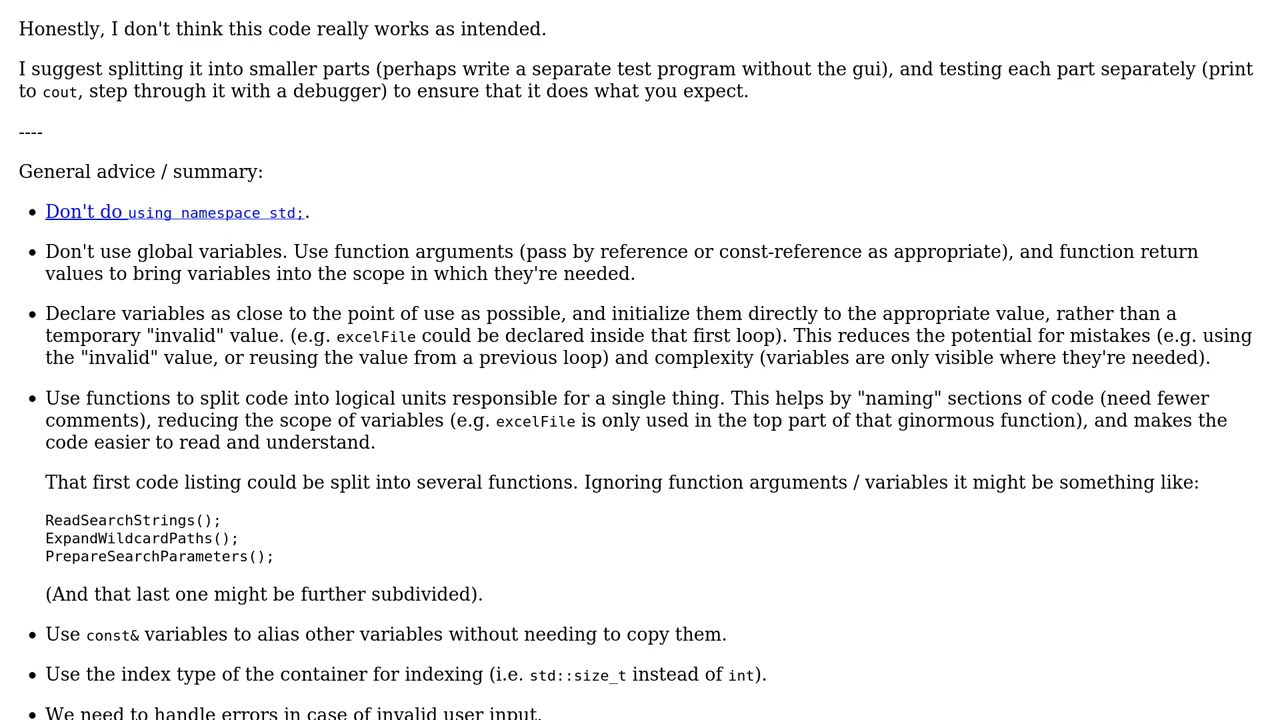 Honestly, I don't think this code really works as intended.
I suggest splitting it into smaller parts (perhaps write a separate test program without the gui), and testing each part separately (print
to cout, step through it with a debugger) to ensure that it does what you expect.
----
General advice / summary:
• Don't do using namespace std;.
• Don't use global variables. Use function arguments (pass by reference or const-reference as appropriate), and function return
values to bring variables into the scope in which they're needed.
• Declare variables as close to the point of use as possible, and initialize them directly to the appropriate value, rather than a
temporary "invalid" value. (e.g. excelFile could be declared inside that first loop). This reduces the potential for mistakes (e.g. using
the "invalid" value, or reusing the value from a previous loop) and complexity (variables are only visible where they're needed).
• Use functions to split code into logical units responsible for a single thing. This helps by "naming" sections of code (need fewer
comments), reducing the scope of variables (e.g. excelFile is only used in the top part of that ginormous function), and makes the
code easier to read and understand.
That first code listing could be split into several functions. Ignoring function arguments / variables it might be something like:
ReadSearchStrings();
ExpandWildcardPaths();
PrepareSearchParameters();
(And that last one might be further subdivided).
• Use const& variables to alias other variables without needing to copy them.
• Use the index type of the container for indexing (i.e. std::size_t instead of int).
• We need to handle errors in case of invalid user input.